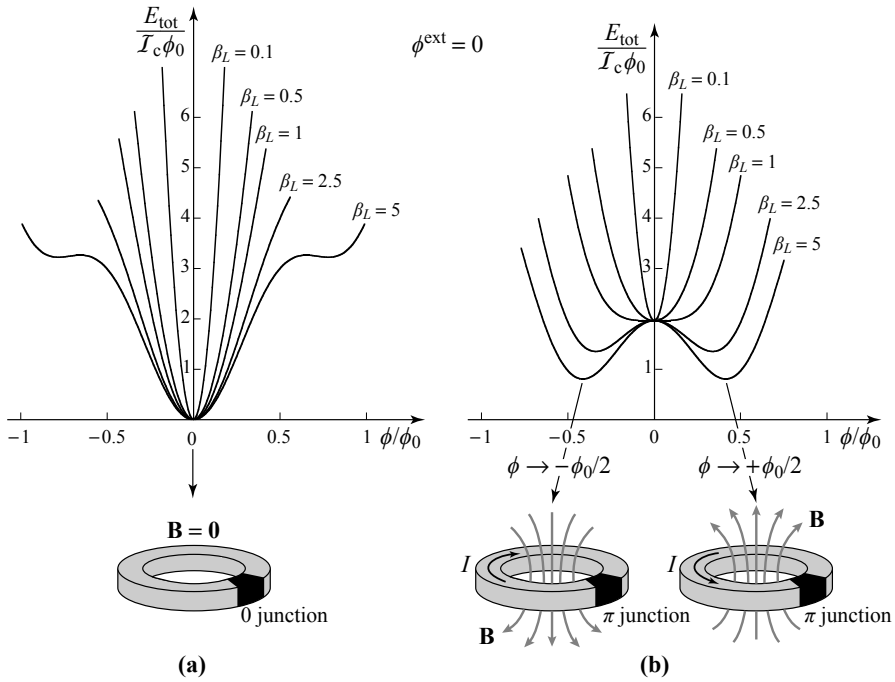 E_tot / I_c ϕ_0
ϕ^ext = 0
E_tot / I_c ϕ_0
β_L = 0.1
β_L = 0.5
β_L = 1
β_L = 2.5
β_L = 5
6
5
4
3
2
1
−1
−0.5
0
0.5
1
ϕ/ϕ_0
β_L = 0.1
β_L = 0.5
β_L = 1
β_L = 2.5
β_L = 5
6
5
4
3
1
−1
−0.5
0
0.5
1
ϕ/ϕ_0
ϕ → −ϕ_0/2
ϕ → +ϕ_0/2
B = 0
0 junction
I
B
π junction
I
B
π junction
(a)
(b)